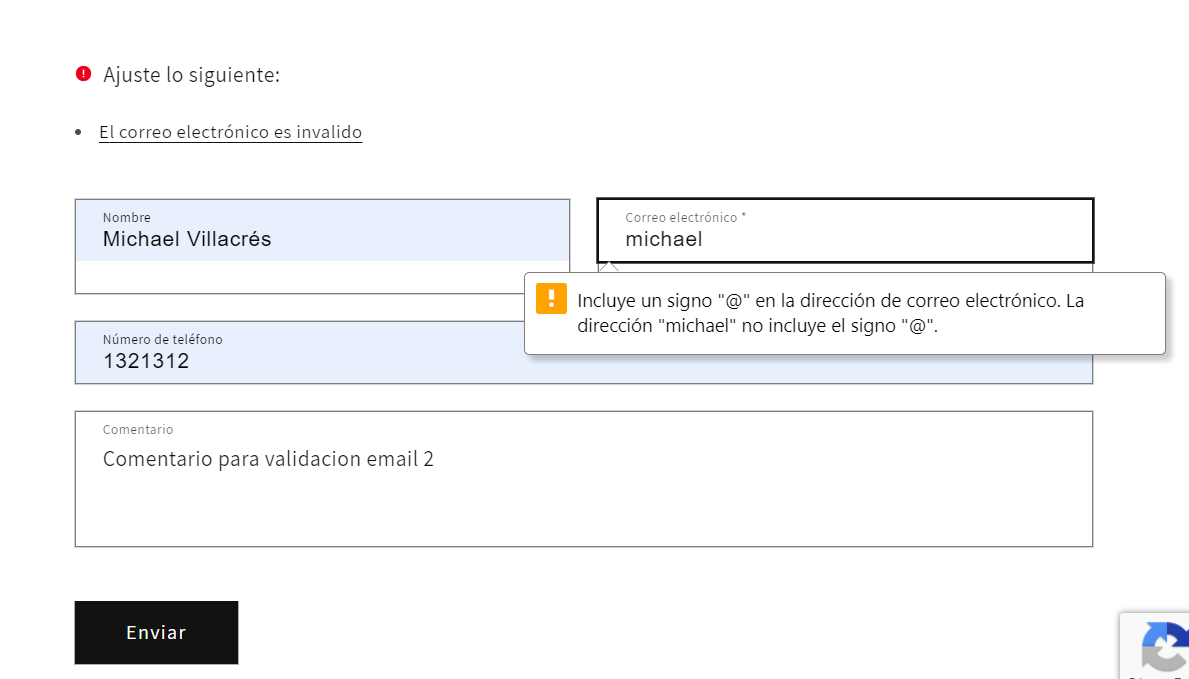 Ajuste lo siguiente:
El correo electrónico es invalido
Nombre
Michael Villacrés
Correo electrónico *
michael
Incluye un signo "@" en la dirección de correo electrónico. La
dirección "michael" no incluye el signo "@".
Número de teléfono
1321312
Comentario
Comentario para validacion email 2
Enviar